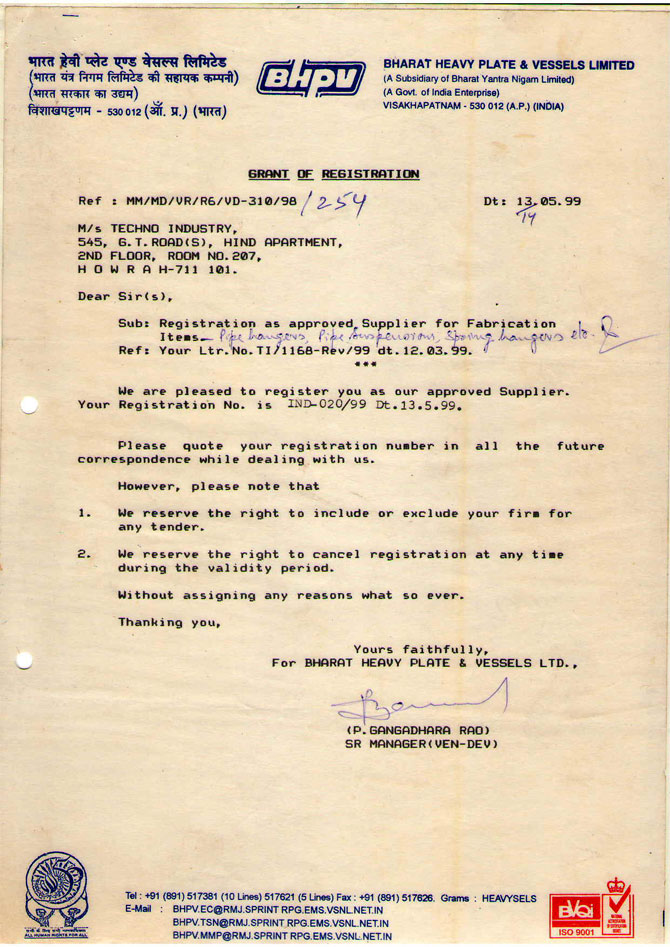 भारत हेवी प्लेट एण्ड वेसल्स लिमिटेड
(भारत यंत्र निगम लिमिटेड की सहायक कम्पनी)
(भारत सरकार का उद्यम)
विशाखपट्टणम - 530 012 (आँ. प्र.) (भारत)
BHPV
BHARAT HEAVY PLATE & VESSELS LIMITED
(A Subsidiary of Bharat Yantra Nigam Limited)
(A Govt. of India Enterprise)
VISAKHAPATNAM - 530 012 (A.P.) (INDIA)
GRANT OF REGISTRATION
Ref : MM/MD/VR/R6/VD-310/98/254 Dt: 13.05.99
14
M/s TECHNO INDUSTRY,
545, G.T.ROAD(S), HIND APARTMENT,
2ND FLOOR, ROOM NO.207,
H O W R A H-711 101.
Dear Sir(s),
Sub: Registration as approved Supplier for Fabrication
Items- Pipe hangers, Pipe suspensions, Spring hangers etc.
Ref: Your Ltr.No.TI/1168-Rev/99 dt.12.03.99.
***
We are pleased to register you as our approved Supplier.
Your Registration No. is IND-020/99 Dt.13.5.99.
Please quote your registration number in all the future
correspondence while dealing with us.
However, please note that
1. We reserve the right to include or exclude your firm for
any tender.
2. We reserve the right to cancel registration at any time
during the validity period.
Without assigning any reasons what so ever.
Thanking you,
Yours faithfully,
For BHARAT HEAVY PLATE & VESSELS LTD.,
(P.GANGADHARA RAO)
SR MANAGER(VEN-DEV)
ALL HUMAN RIGHTS FOR ALL
Tel : +91 (891) 517381 (10 Lines) 517621 (5 Lines) Fax : +91 (891) 517626. Grams : HEAVYSELS
E-Mail : BHPV.EC@RMJ.SPRINT RPG.EMS.VSNL.NET.IN
BHPV.TSN@RMJ.SPRINT RPG.EMS.VSNL.NET.IN
BHPV.MMP@RMJ.SPRINT RPG.EMS.VSNL.NET.IN
BVQi
ISO 9001